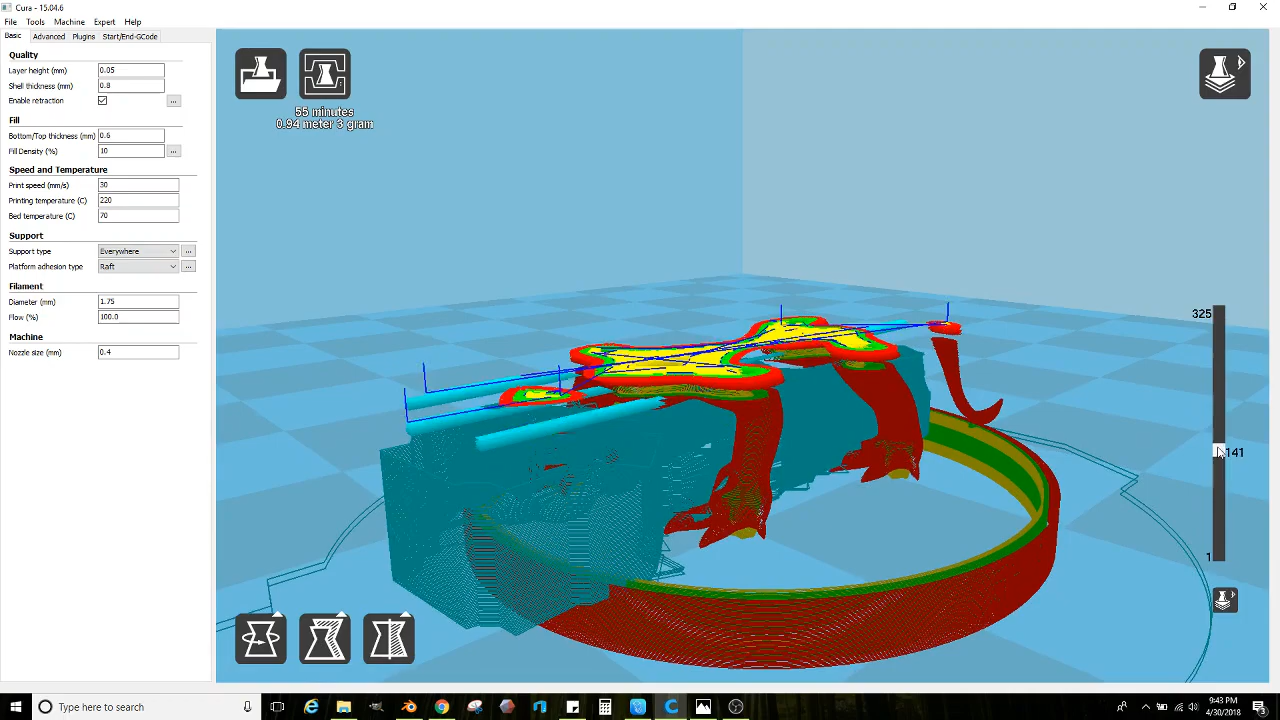 Cura - 15.04.6
File Tools Machine Expert Help
Basic Advanced Plugins Start/End-GCode
Quality
Layer height (mm) 0.05
Shell thickness (mm) 0.8
Enable retraction ...
Fill
Bottom/Top thickness (mm) 0.6
Fill Density (%) 10 ...
Speed and Temperature
Print speed (mm/s) 30
Printing temperature (C) 220
Bed temperature (C) 70
Support
Support type Everywhere ...
Platform adhesion type Raft ...
Filament
Diameter (mm) 1.75
Flow (%) 100.0
Machine
Nozzle size (mm) 0.4
55 minutes
0.94 meter 3 gram
325
141
1
Type here to search
9:43 PM
4/30/2018